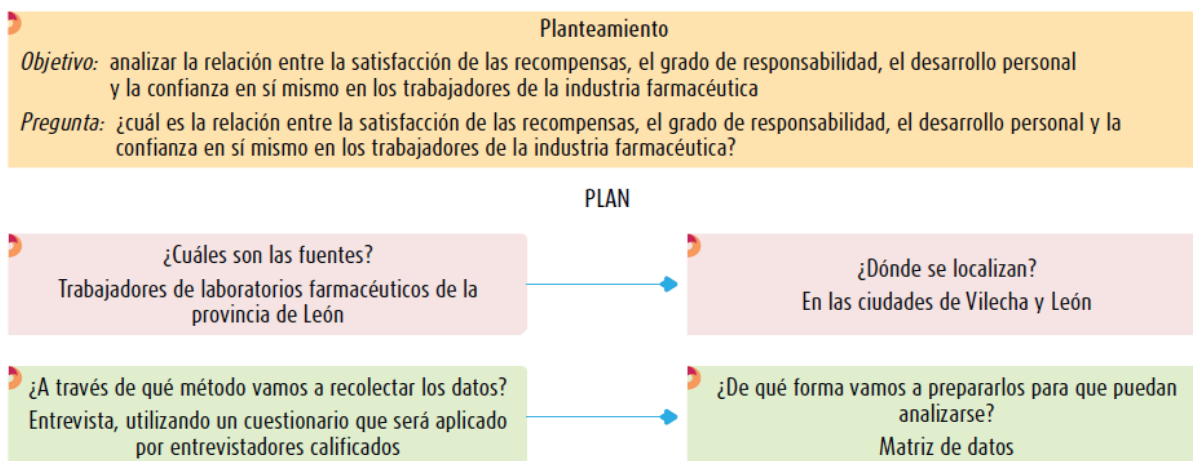 Planteamiento
Objetivo: analizar la relación entre la satisfacción de las recompensas, el grado de responsabilidad, el desarrollo personal
y la confianza en sí mismo en los trabajadores de la industria farmacéutica
Pregunta: ¿cuál es la relación entre la satisfacción de las recompensas, el grado de responsabilidad, el desarrollo personal y la
confianza en sí mismo en los trabajadores de la industria farmacéutica?
PLAN
¿Cuáles son las fuentes?
Trabajadores de laboratorios farmacéuticos de la
provincia de León
¿Dónde se localizan?
En las ciudades de Vilecha y León
¿A través de qué método vamos a recolectar los datos?
Entrevista, utilizando un cuestionario que será aplicado
por entrevistadores calificados
¿De qué forma vamos a prepararlos para que puedan
analizarse?
Matriz de datos